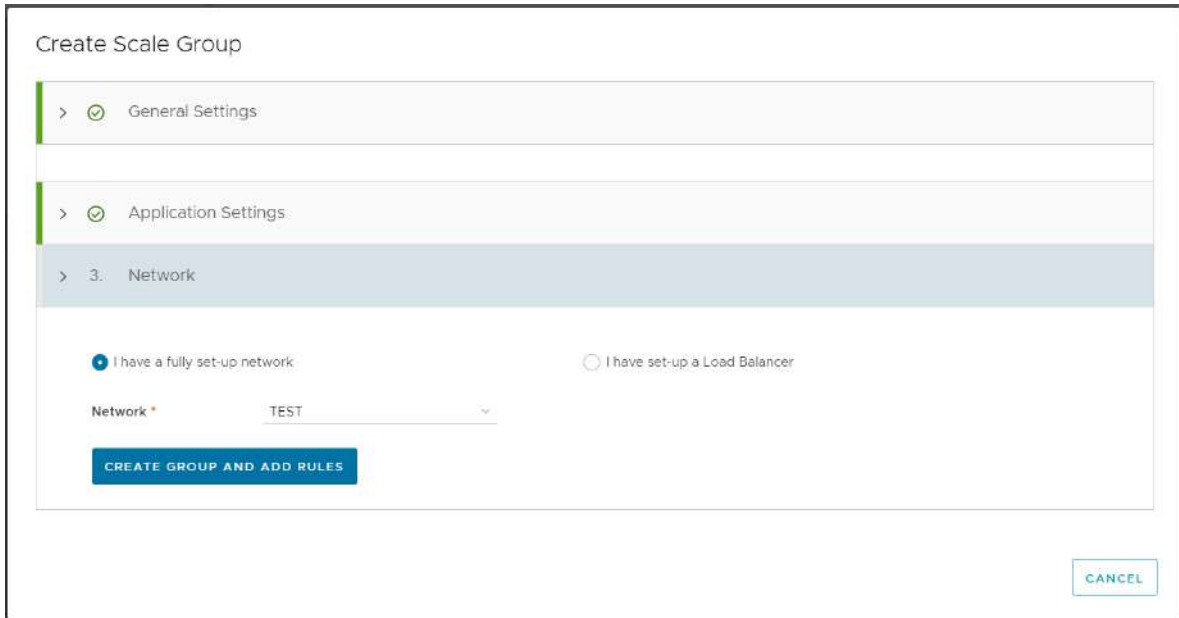 Create Scale Group
General Settings
Application Settings
3. Network
I have a fully set-up network I have set-up a Load Balancer
Network * TEST
CREATE GROUP AND ADD RULES
CANCEL